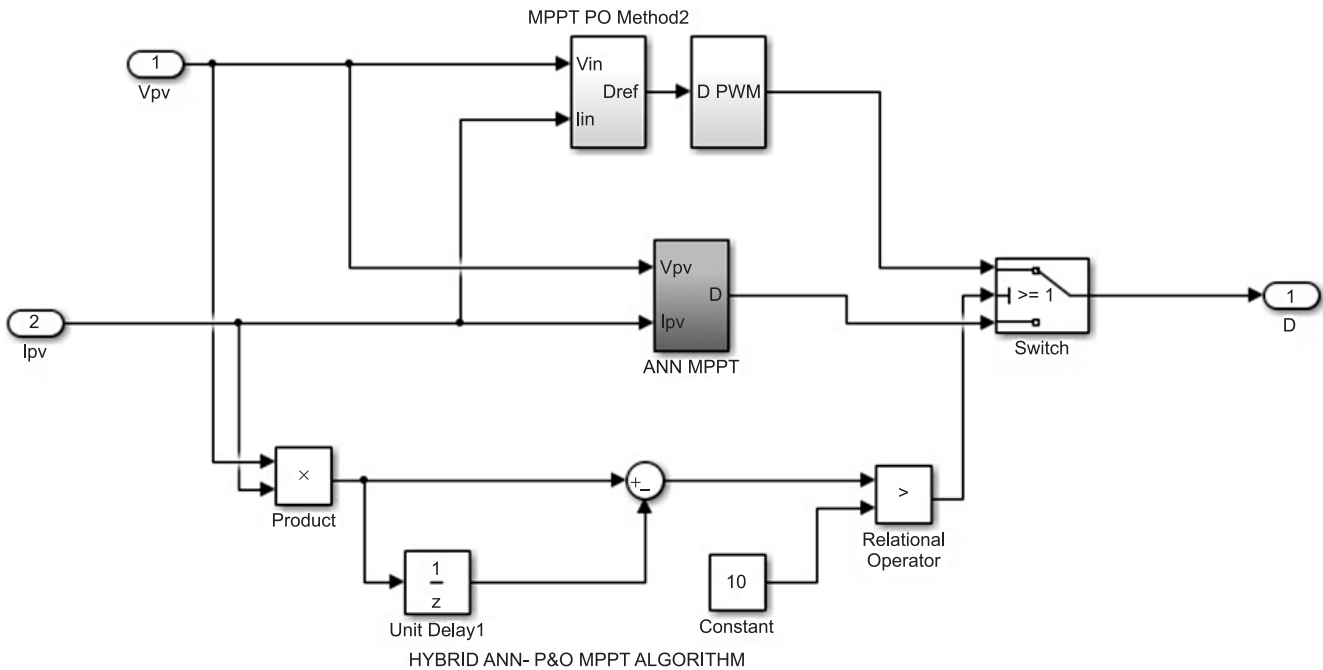 MPPT PO Method2
1
Vpv
Vin
Dref
Iin
D PWM
Vpv
D
Ipv
ANN MPPT
2
Ipv
>= 1
Switch
1
D
×
Product
+
−
>
Relational
Operator
1
z
Unit Delay1
10
Constant
HYBRID ANN- P&O MPPT ALGORITHM